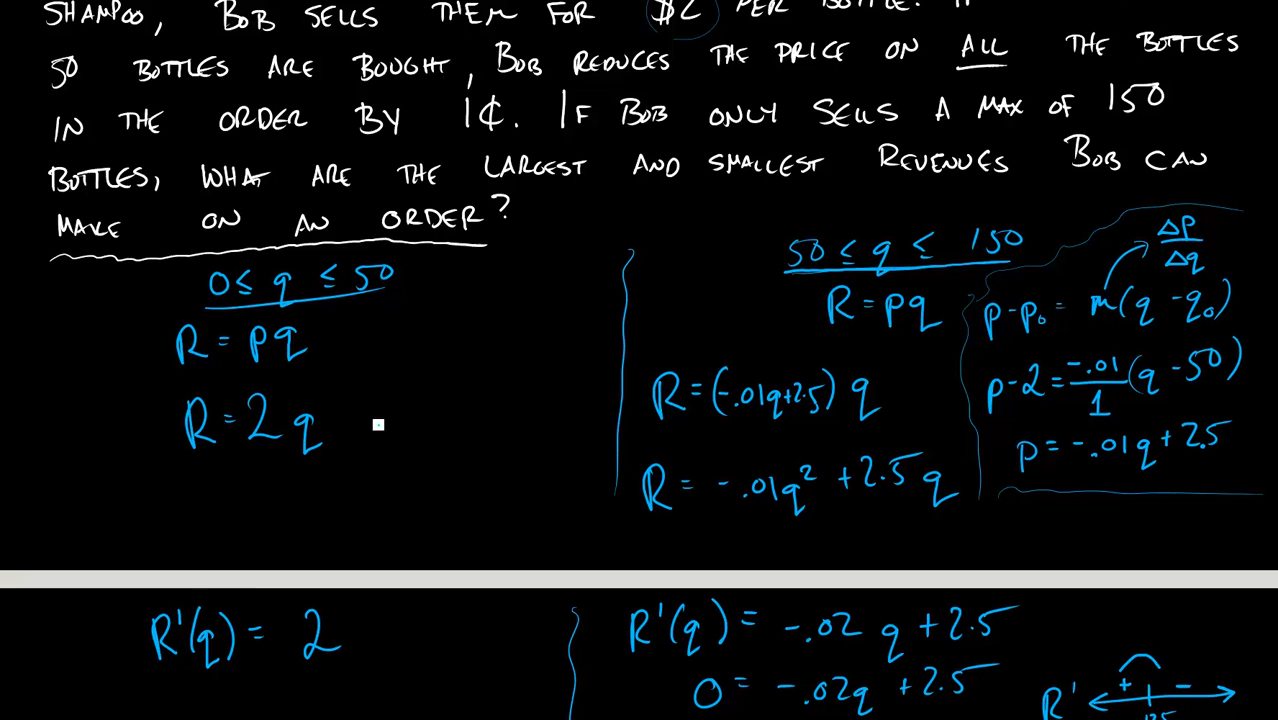 SHAMPOO, BOB SELLS THEM FOR $2 PER BOTTLE.
50 BOTTLES ARE BOUGHT, BOB REDUCES THE PRICE ON ALL THE BOTTLES
IN THE ORDER BY 1¢. IF BOB ONLY SELLS A MAX OF 150
BOTTLES, WHAT ARE THE LARGEST AND SMALLEST REVENUES BOB CAN
MAKE ON AN ORDER?
0 ≤ q ≤ 50
R = pq
R = 2q
50 ≤ q ≤ 150
R = pq
R = (-.01q+2.5) q
R = -.01q² + 2.5q
Δp/Δq
p-p₀ = m(q - q₀)
p-2 = -.01/1 (q - 50)
p = -.01q + 2.5
R'(q) = 2
R'(q) = -.02q + 2.5
0 = -.02q + 2.5
+ -
R'